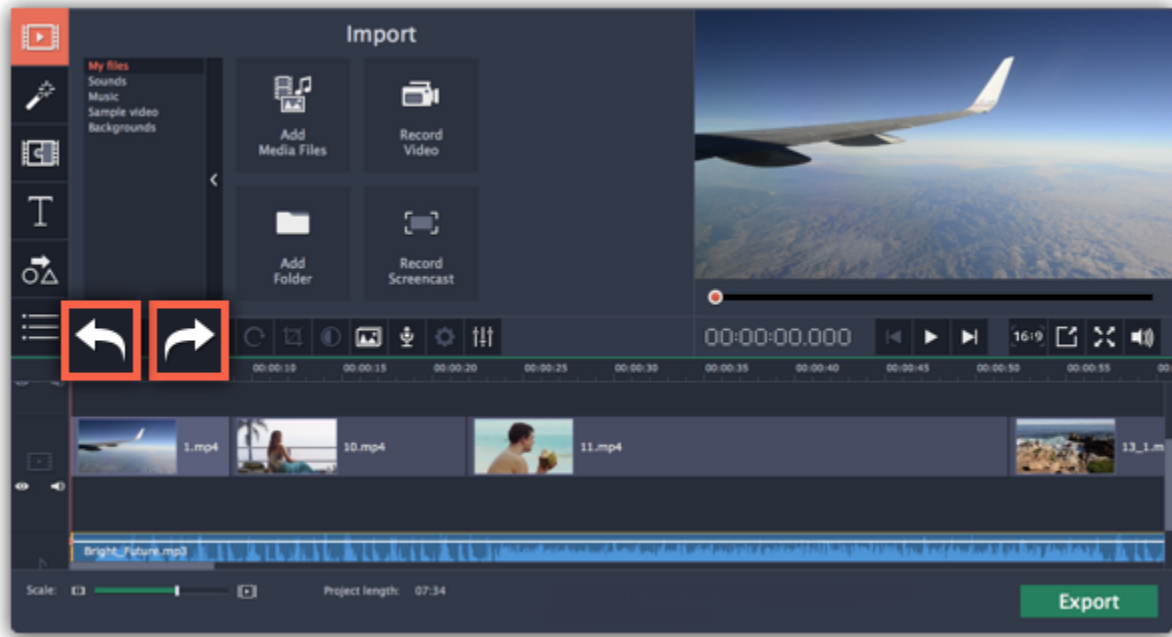 Import
My files
Sounds
Music
Sample video
Backgrounds
Add
Media Files
Record
Video
Add
Folder
Record
Screencast
T
00:00:00.000
16:9
00:00:10
00:00:15
00:00:20
00:00:25
00:00:30
00:00:35
00:00:40
00:00:45
00:00:50
00:00:55
00:
1.mp4
10.mp4
11.mp4
13_1.m
Bright_Future.mp3
Scale:
Project length: 07:34
Export